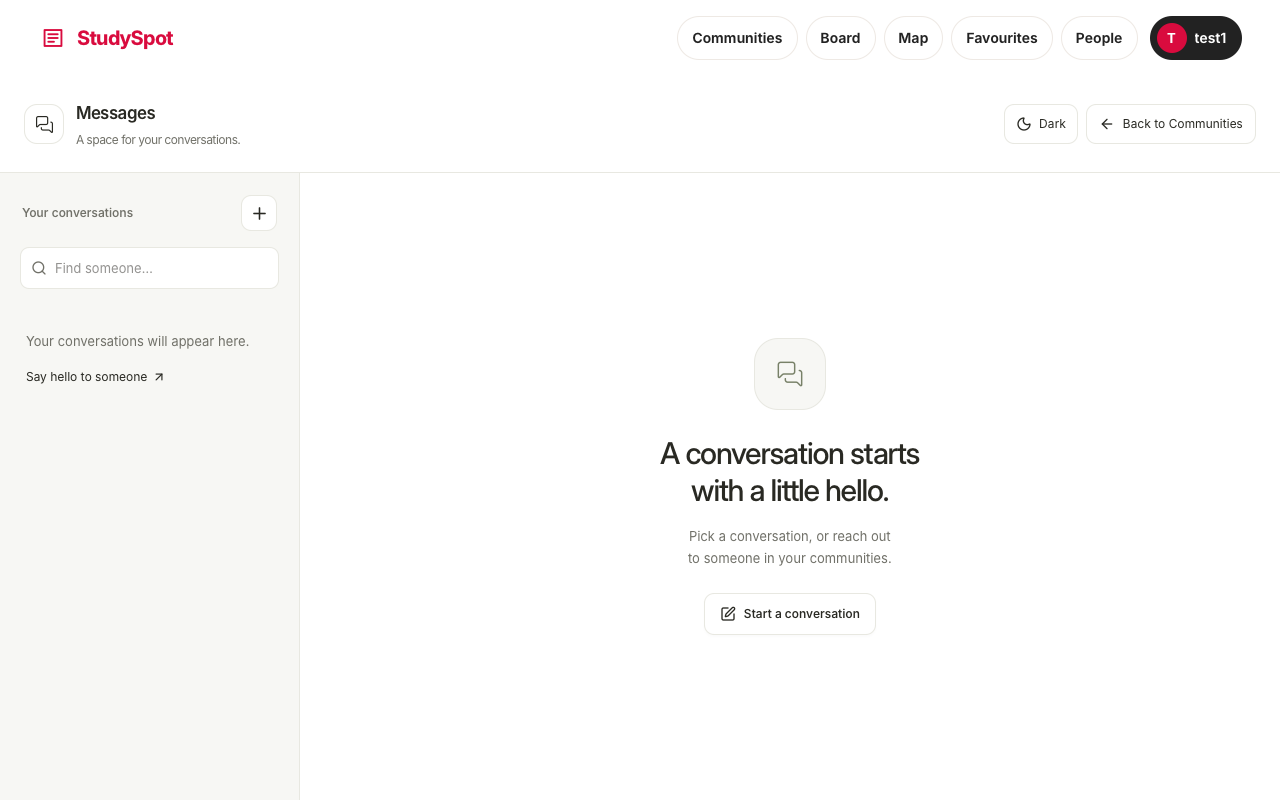 StudySpot
Communities
Board
Map
Favourites
People
T
test1
Messages
A space for your conversations.
Dark
Back to Communities
Your conversations
Find someone...
Your conversations will appear here.
Say hello to someone
A conversation starts
with a little hello.
Pick a conversation, or reach out
to someone in your communities.
Start a conversation